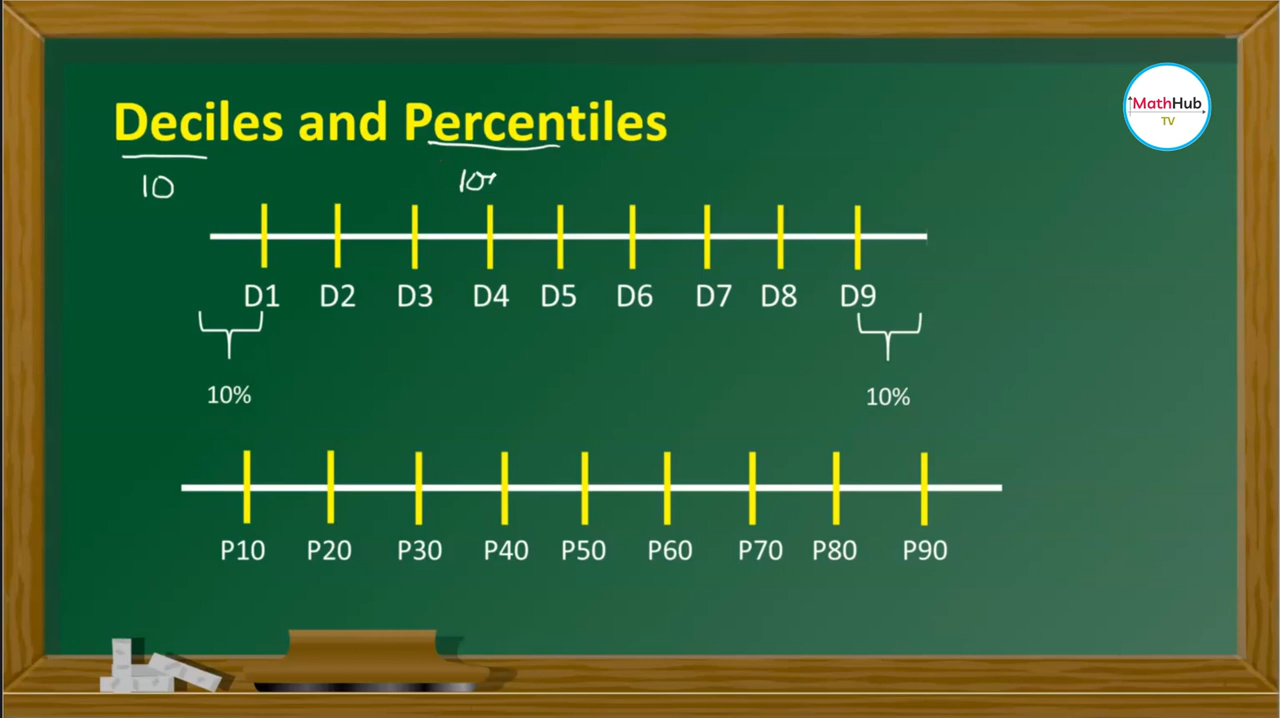 MathHub
TV
Deciles and Percentiles
10
D1 D2 D3 D4 D5 D6 D7 D8 D9
10% 10%
P10 P20 P30 P40 P50 P60 P70 P80 P90